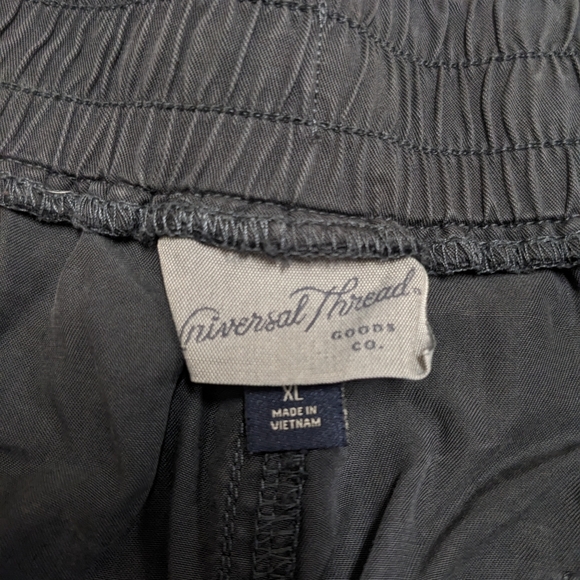 Universal Thread
GOODS
CO.
XL
MADE IN
VIETNAM